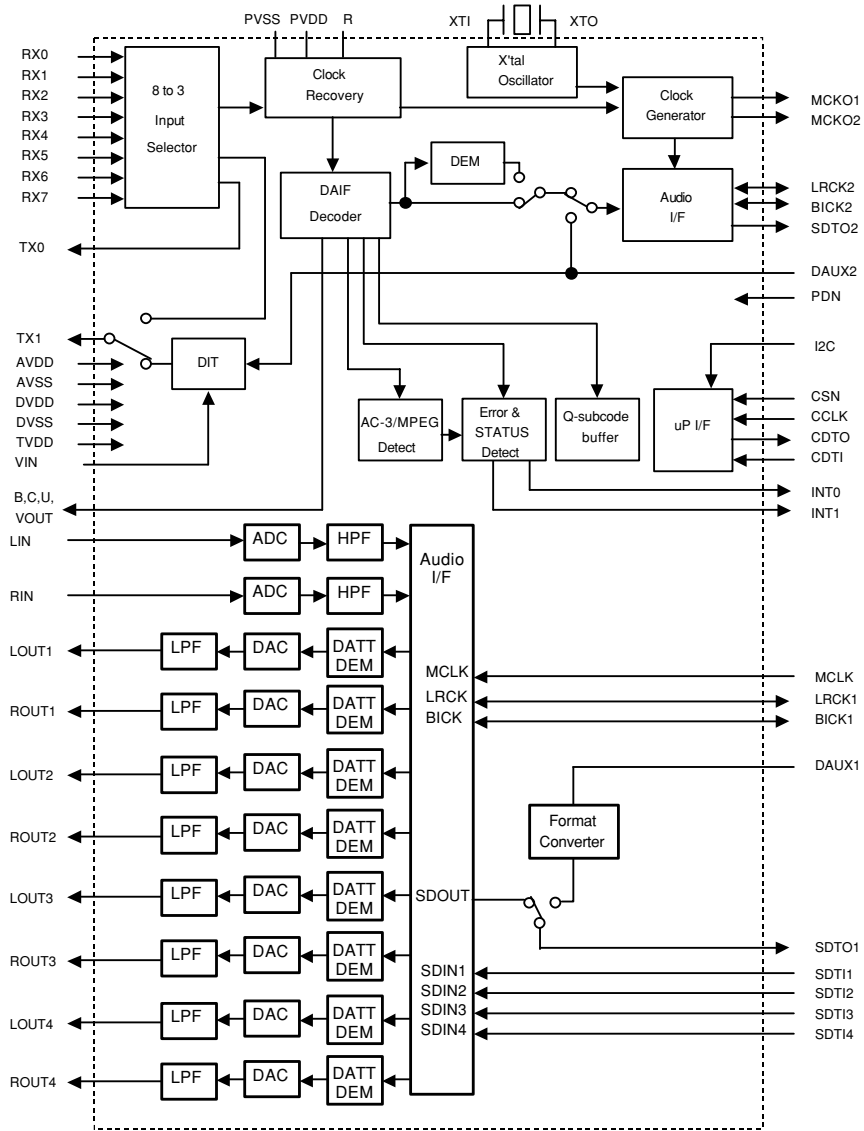 PVSS PVDD R
XTI XTO
RX0
RX1
RX2
RX3
RX4
RX5
RX6
RX7
8 to 3
Input
Selector
Clock
Recovery
X'tal
Oscillator
Clock
Generator
MCKO1
MCKO2
DAIF
Decoder
DEM
Audio
I/F
LRCK2
BICK2
SDTO2
TX0
DAUX2
PDN
TX1
DIT
I2C
AVDD
AVSS
DVDD
DVSS
TVDD
VIN
AC-3/MPEG
Detect
Error &
STATUS
Detect
Q-subcode
buffer
uP I/F
CSN
CCLK
CDTO
CDTI
INT0
INT1
B,C,U,
VOUT
LIN
ADC
HPF
Audio
I/F
RIN
ADC
HPF
LOUT1
LPF
DAC
DATT
DEM
MCLK
MCLK
ROUT1
LPF
DAC
DATT
DEM
LRCK
BICK
LRCK1
BICK1
LOUT2
LPF
DAC
DATT
DEM
DAUX1
ROUT2
LPF
DAC
DATT
DEM
Format
Converter
LOUT3
LPF
DAC
DATT
DEM
SDOUT
ROUT3
LPF
DAC
DATT
DEM
SDTO1
SDIN1
SDIN2
SDIN3
SDIN4
SDTI1
SDTI2
SDTI3
SDTI4
LOUT4
LPF
DAC
DATT
DEM
ROUT4
LPF
DAC
DATT
DEM